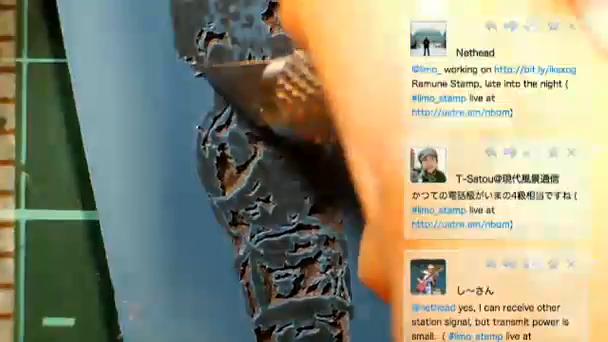 Nethead
@limo_ working on http://bit.ly/ikexog
Ramune Stamp, late into the night (
#limo_stamp live at
http://ustre.am/nbqm)
T-Satou@現代風景通信
かつての電話級がいまの4級相当ですね (
#limo_stamp live at
http://ustre.am/nbqm)
し〜さん
@nethead yes, I can receive other
station signal, but transmit power is
small. ( #limo_stamp live at